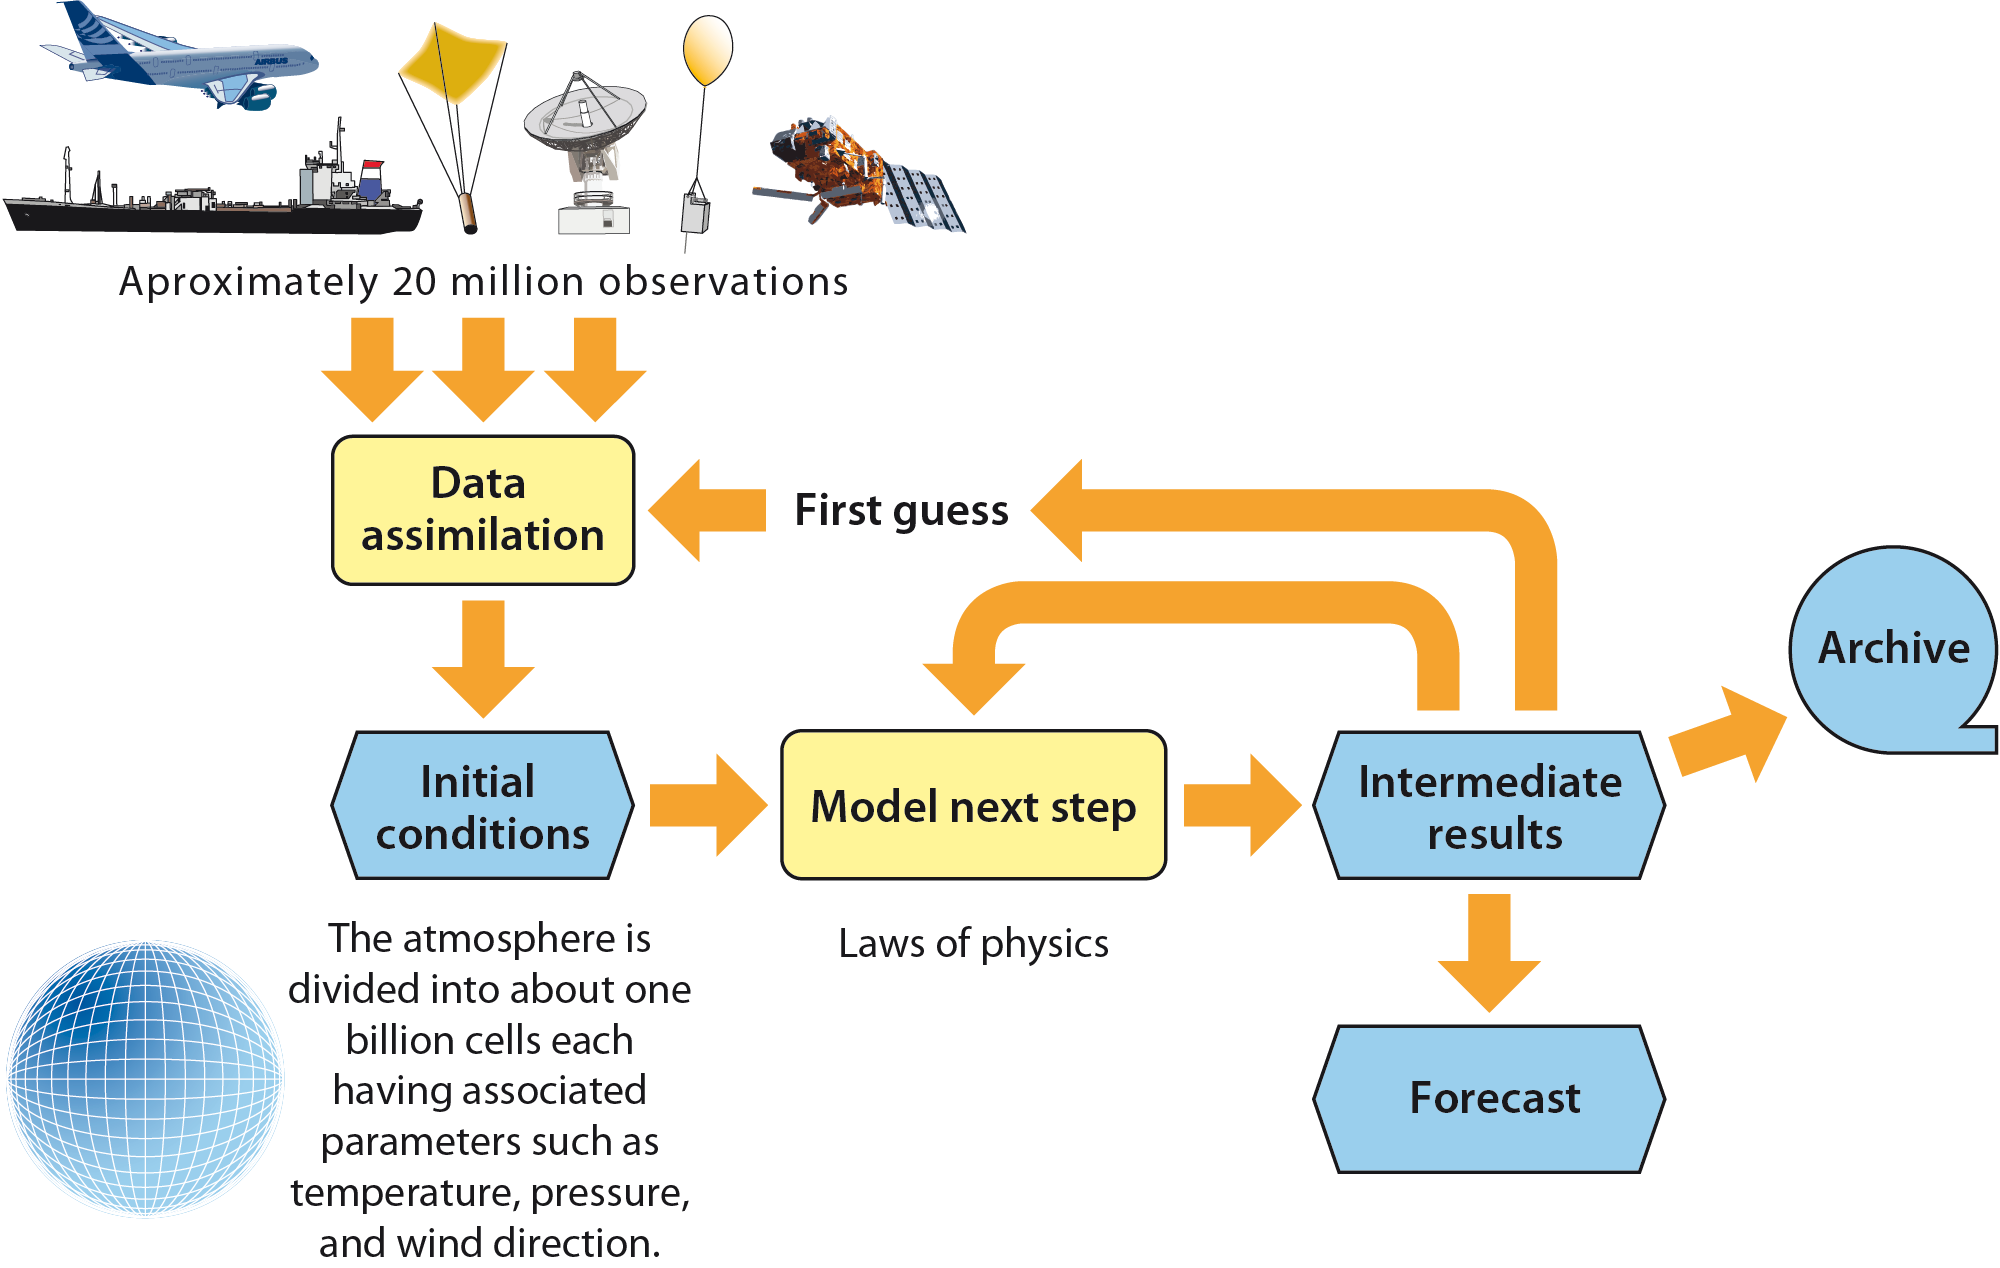 AIRBUS
Aproximately 20 million observations
Data
assimilation
First guess
Archive
Initial
conditions
Model next step
Intermediate
results
The atmosphere is
divided into about one
billion cells each
having associated
parameters such as
temperature, pressure,
and wind direction.
Laws of physics
Forecast